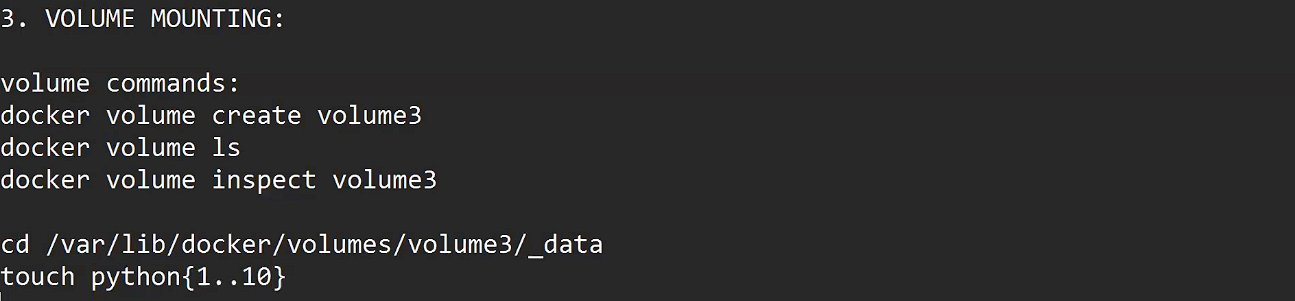 3. VOLUME MOUNTING:
volume commands:
docker volume create volume3
docker volume ls
docker volume inspect volume3
cd /var/lib/docker/volumes/volume3/_data
touch python{1..10}